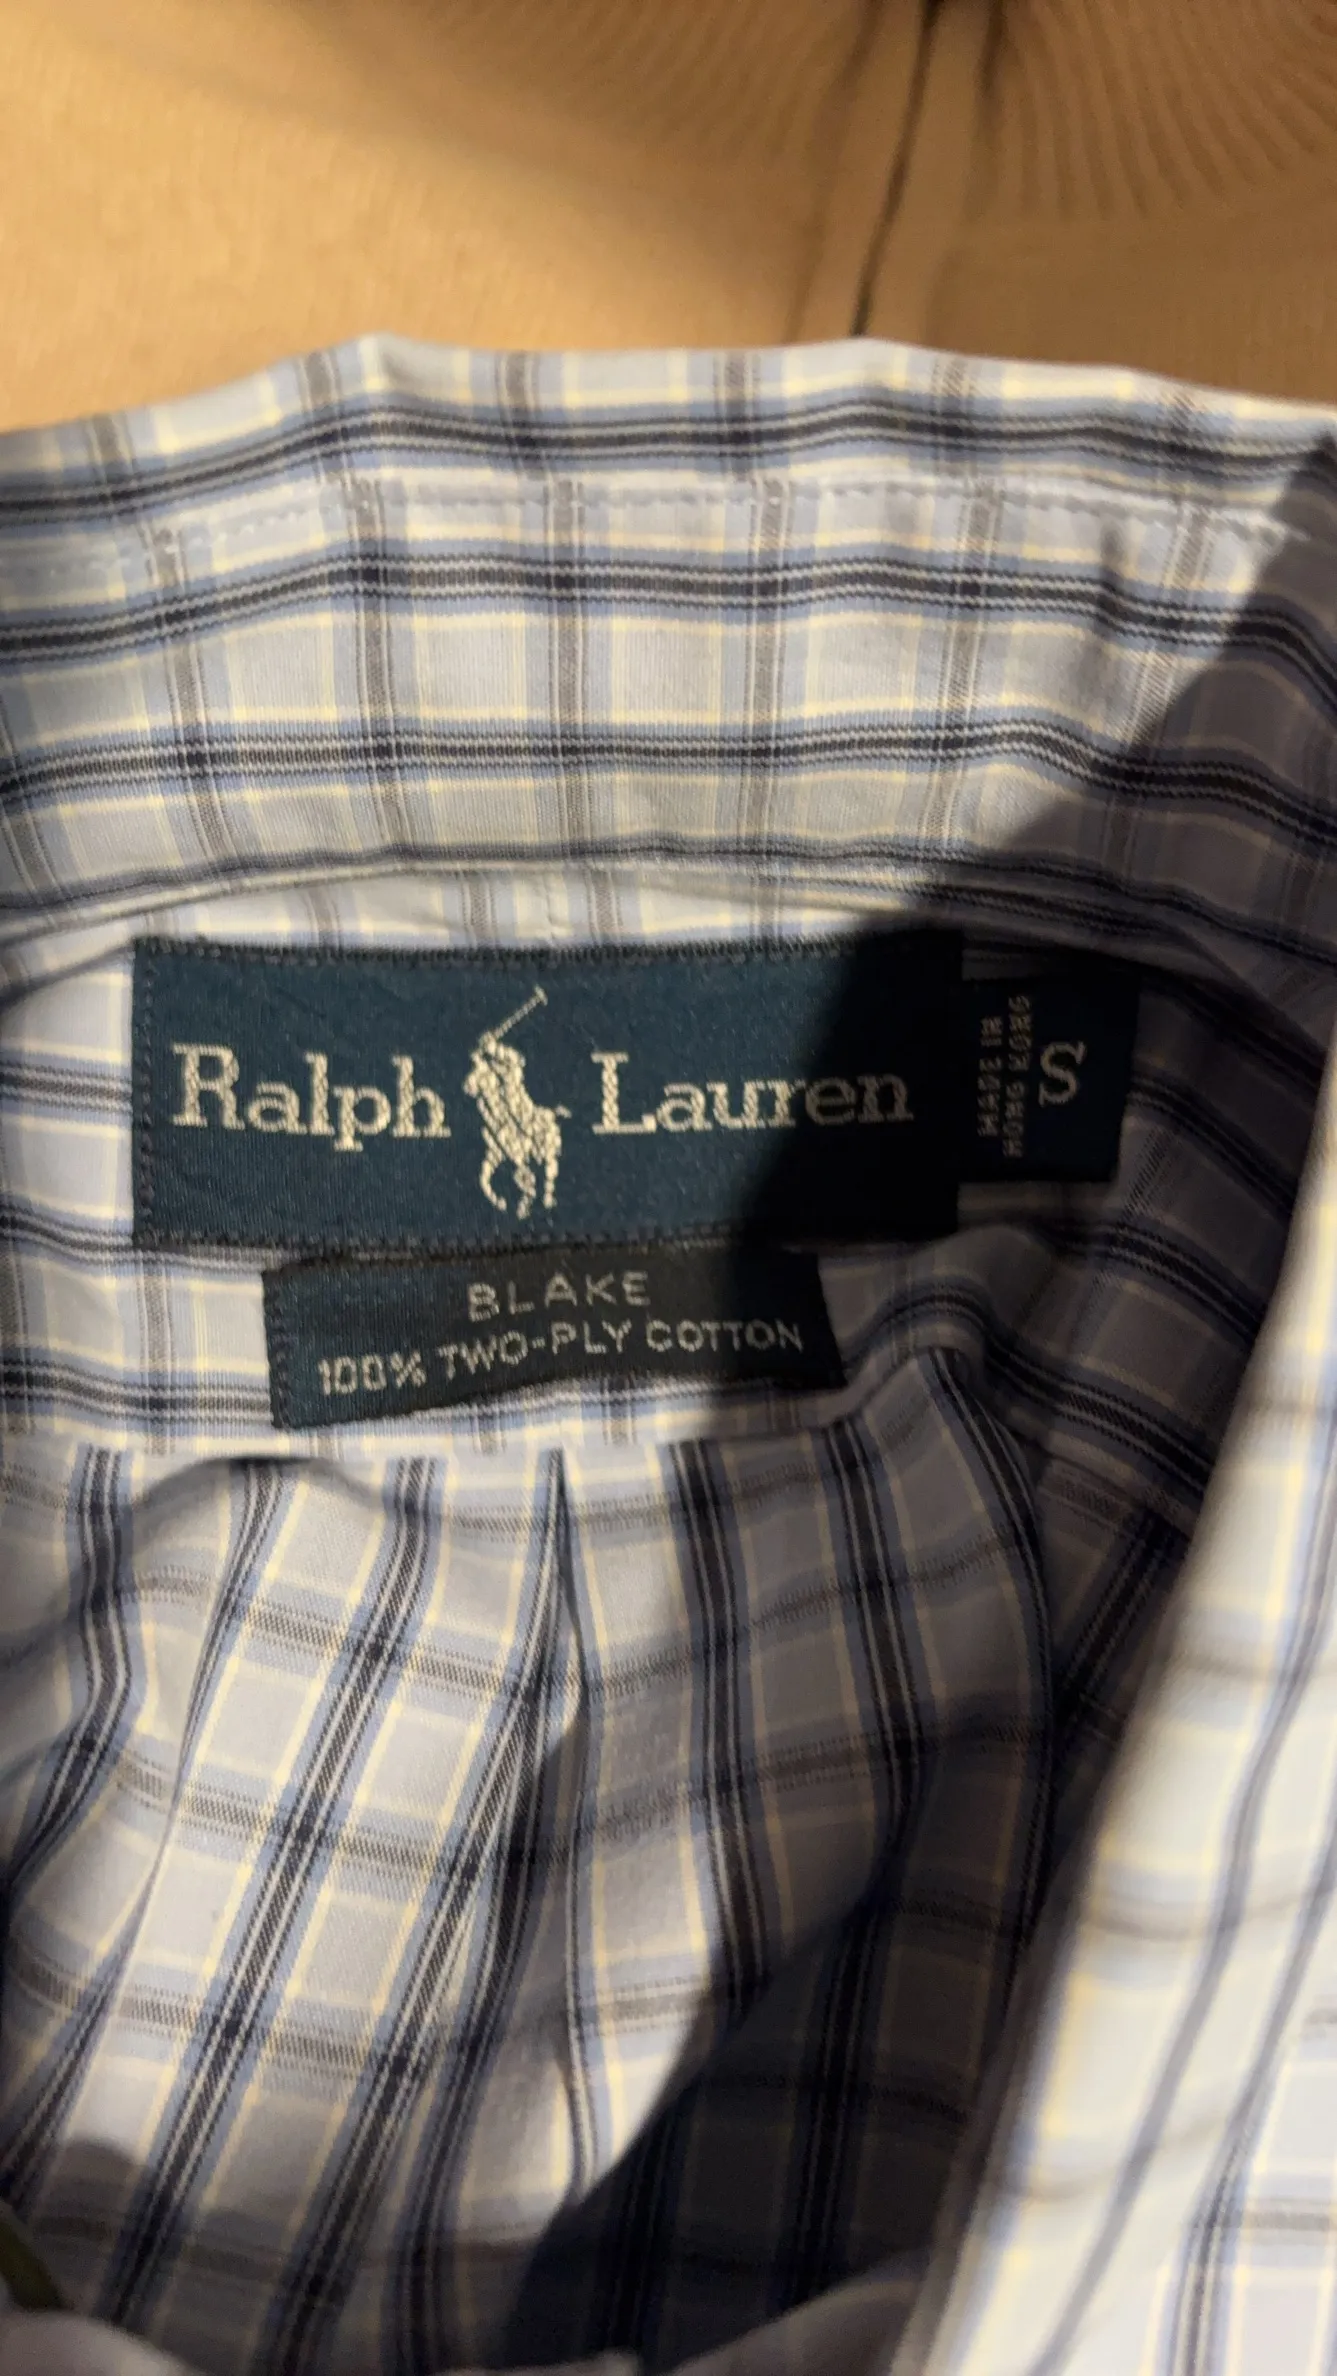 Ralph Lauren
MADE IN
HONG KONG
S
BLAKE
100% TWO-PLY COTTON